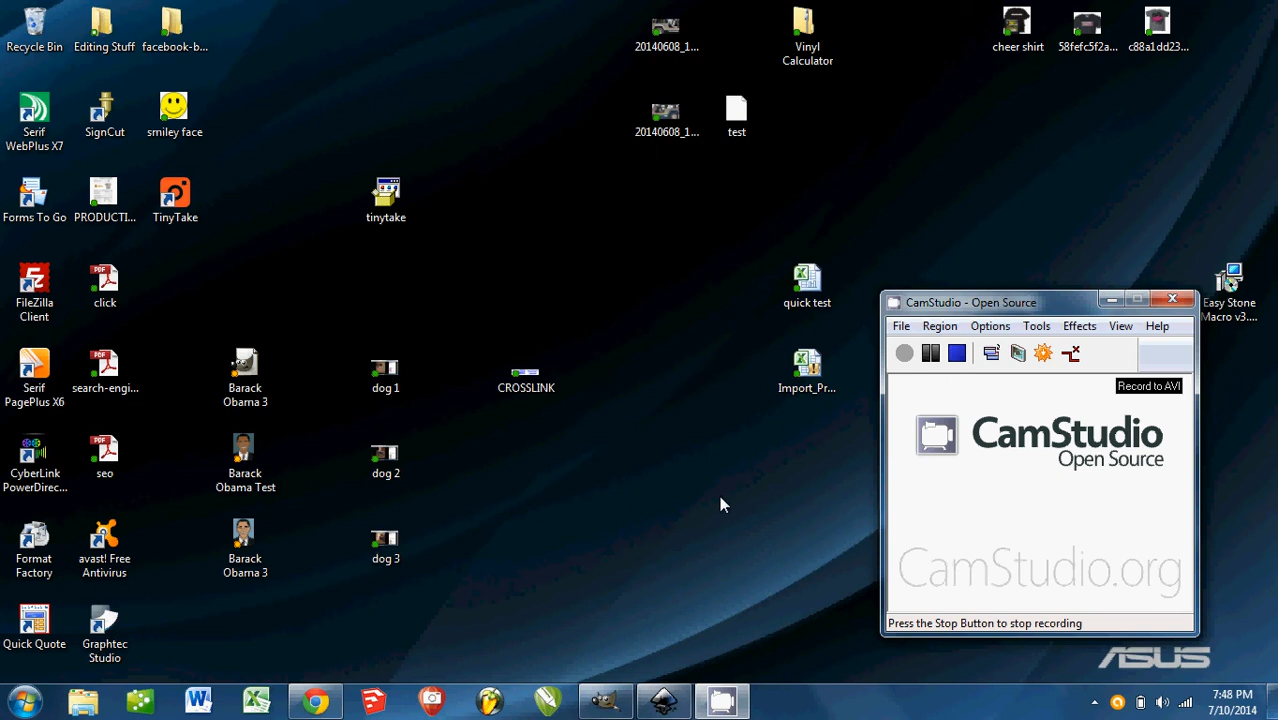 Recycle Bin
Editing Stuff
facebook-b...
20140608_1...
Vinyl
Calculator
cheer shirt
58fefc5f2a...
c88a1dd23...
Serif
WebPlus X7
SignCut
smiley face
20140608_1...
test
Forms To Go
PRODUCTI...
TinyTake
tinytake
FileZilla
Client
click
quick test
Easy Stone
Macro v3....
CamStudio - Open Source
File Region Options Tools Effects View Help
Record to AVI
CamStudio
Open Source
CamStudio.org
Press the Stop Button to stop recording
Serif
PagePlus X6
search-engi...
Barack
Obama 3
dog 1
CROSSLINK
Import_Pr...
CyberLink
PowerDirec...
seo
Barack
Obama Test
dog 2
Format
Factory
avast! Free
Antivirus
Barack
Obama 3
dog 3
Quick Quote
Graphtec
Studio
ASUS
7:48 PM
7/10/2014